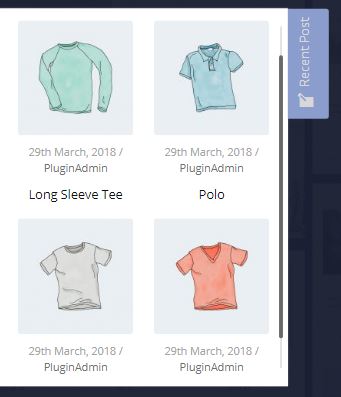 Recent Post
29th March, 2018 /
PluginAdmin
Long Sleeve Tee
29th March, 2018 /
PluginAdmin
Polo
29th March, 2018 /
PluginAdmin
29th March, 2018 /
PluginAdmin